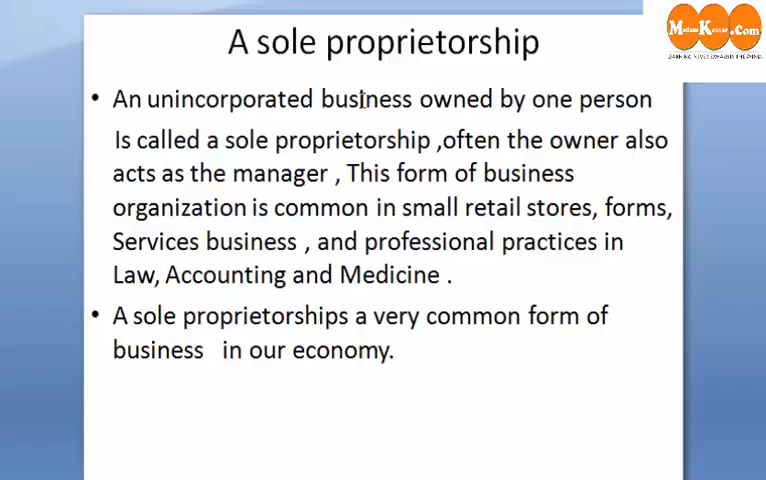 A sole proprietorship
• An unincorporated business owned by one person
Is called a sole proprietorship ,often the owner also
acts as the manager , This form of business
organization is common in small retail stores, forms,
Services business , and professional practices in
Law, Accounting and Medicine .
• A sole proprietorships a very common form of
business in our economy.